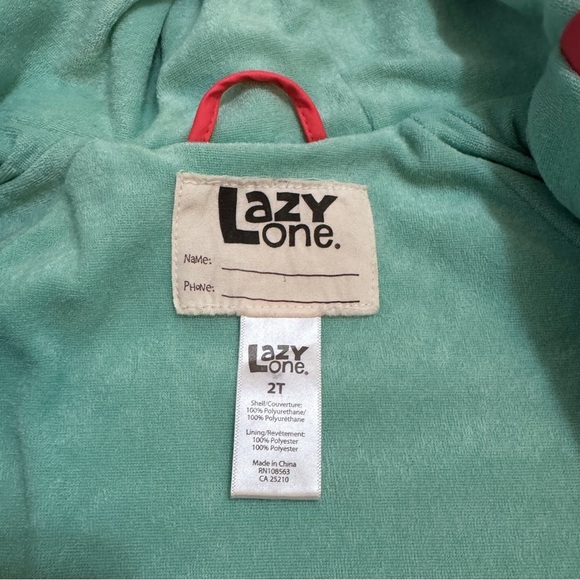 Lazy
One.
Name:
Phone:
Lazy
One®
2T
Shell/Couverture:
100% Polyurethane/
100% Polyuréthane
Lining/Revêtement:
100% Polyester
100% Polyester
Made in China
RN108563
CA 25210